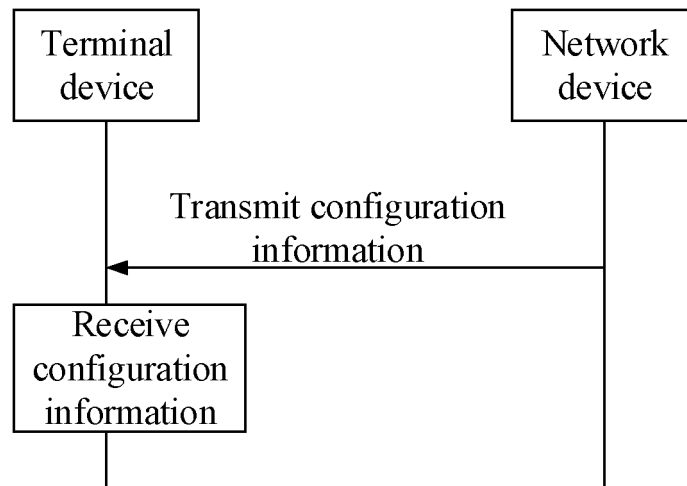 Terminal
device
Network
device
Transmit configuration
information
Receive
configuration
information